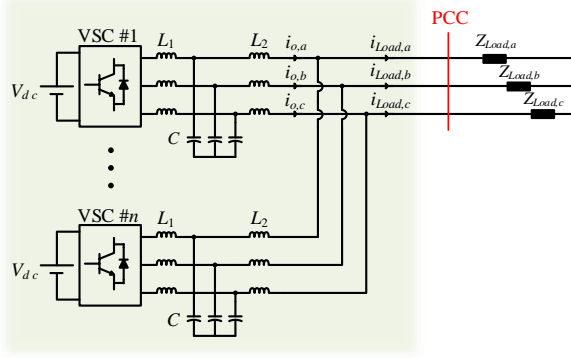 PCC
VSC #1
L1
L2
io,a
iLoad,a
ZLoad,a
Vdc
io,b
iLoad,b
ZLoad,b
io,c
iLoad,c
ZLoad,c
C
VSC #n
L1
L2
Vdc
C